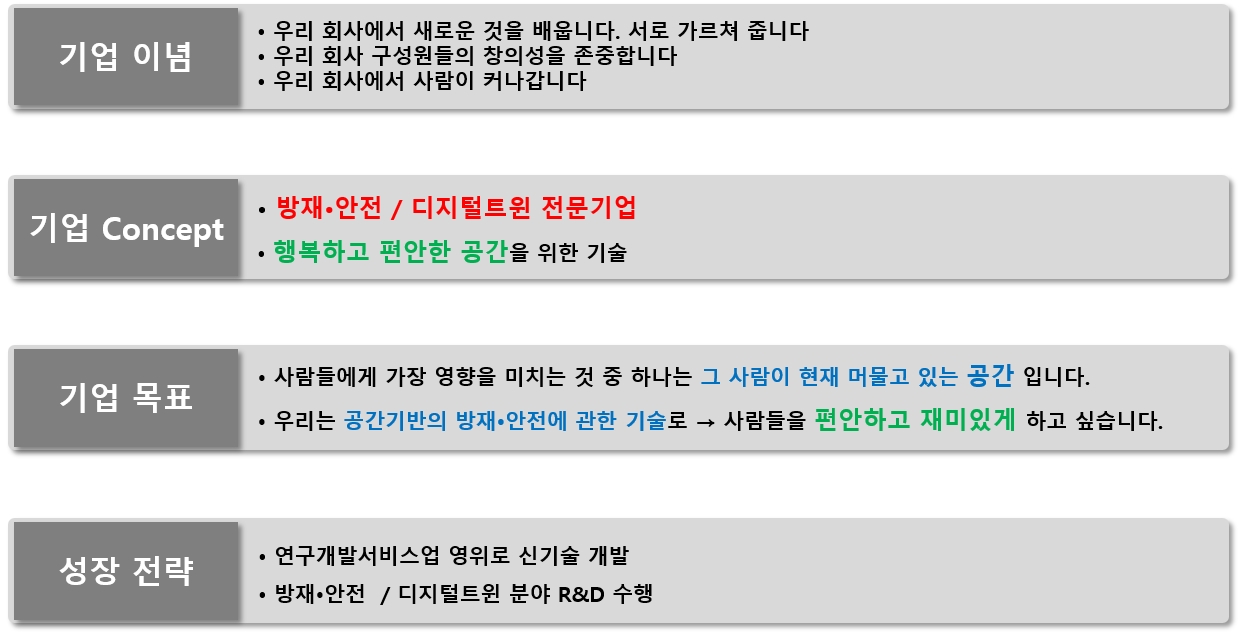 기업 이념
• 우리 회사에서 새로운 것을 배웁니다. 서로 가르쳐 줍니다
• 우리 회사 구성원들의 창의성을 존중합니다
• 우리 회사에서 사람이 커나갑니다
기업 Concept
• 방재•안전 / 디지털트윈 전문기업
• 행복하고 편안한 공간을 위한 기술
기업 목표
• 사람들에게 가장 영향을 미치는 것 중 하나는 그 사람이 현재 머물고 있는 공간 입니다.
• 우리는 공간기반의 방재•안전에 관한 기술로 → 사람들을 편안하고 재미있게 하고 싶습니다.
성장 전략
• 연구개발서비스업 영위로 신기술 개발
• 방재•안전 / 디지털트윈 분야 R&D 수행